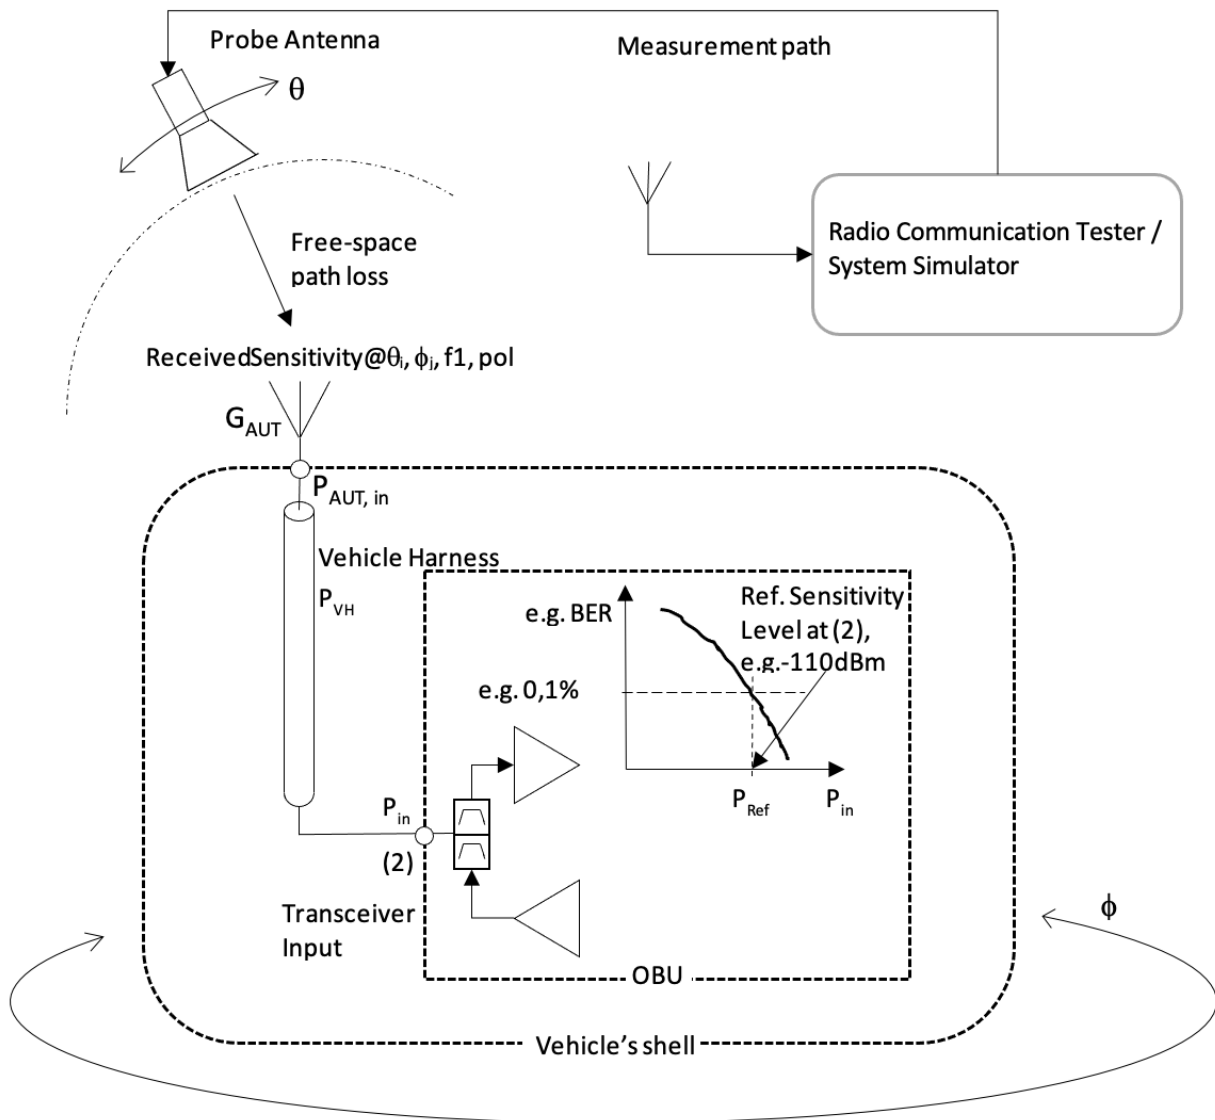 Probe Antenna
Measurement path
θ
Radio Communication Tester /
System Simulator
Free-space
path loss
ReceivedSensitivity@θi, ϕj, f1, pol
GAUT
PAUT, in
Vehicle Harness
PVH
e.g. BER
Ref. Sensitivity
Level at (2),
e.g.-110dBm
e.g. 0,1%
PRef
Pin
Pin
(2)
Transceiver
Input
ϕ
OBU
Vehicle's shell